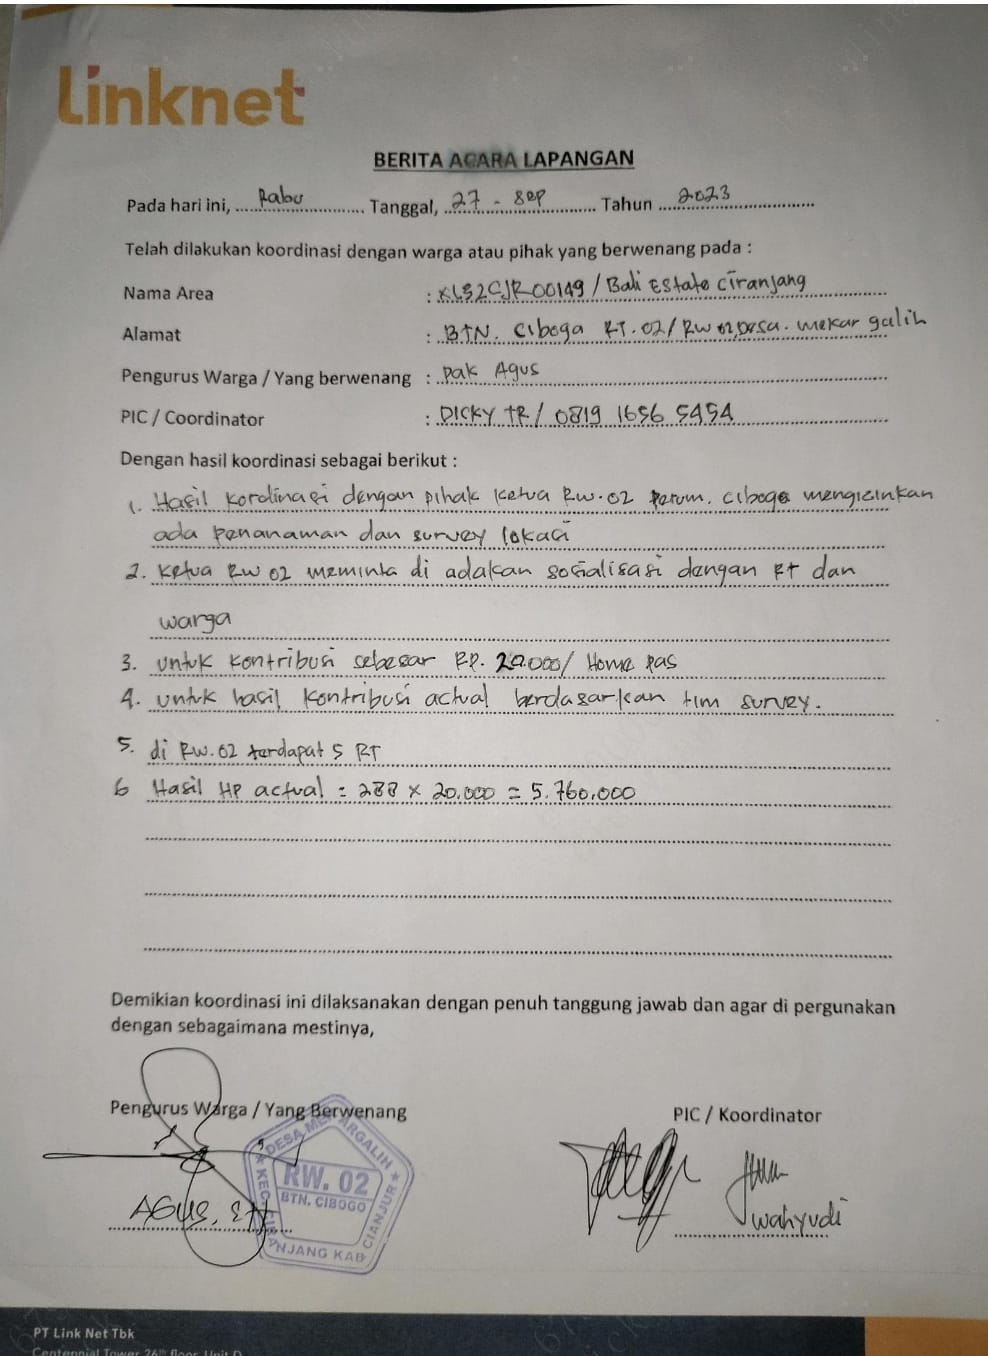 linknet
BERITA ACARA LAPANGAN
Pada hari ini, Rabu Tanggal, 27 - Sep Tahun 2023
Telah dilakukan koordinasi dengan warga atau pihak yang berwenang pada :
Nama Area : KLS2CJR00149 / Bali Estate Ciranjang
Alamat : BTN. Ciboga RT. 02 / RW 02, Desa. Mekar galih
Pengurus Warga / Yang berwenang : pak Agus
PIC / Coordinator : DICKY TR / 0819 1656 5454
Dengan hasil koordinasi sebagai berikut :
1. Hasil Kordinasi dengan pihak Ketua RW.02 Perum. Ciboga mengizinkan
ada penanaman dan survey lokasi
2. Ketua RW 02 meminta di adakan sosialisasi dengan RT dan
warga
3. untuk kontribusi sebesar RP. 20.000/ Home pas
4. untuk hasil kontribusi actual berdasarkan tim survey.
5. di RW.02 terdapat 5 RT
6 Hasil HP actual = 288 x 20.000 = 5.760.000
Demikian koordinasi ini dilaksanakan dengan penuh tanggung jawab dan agar di pergunakan
dengan sebagaimana mestinya,
Pengurus Warga / Yang Berwenang PIC / Koordinator
DESA MEKARGALIH
RW. 02
BTN. CIBOGO
KEC. CIRANJANG KAB CIANJUR
AGUS, wahyudi
PT Link Net Tbk
Centennial Tower 26th floor Unit D